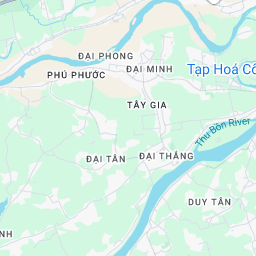 ĐẠI PHONG
ĐẠI MINH
PHÚ PHƯỚC
Tạp Hoá Cô
TÂY GIA
Thu Bồn River
ĐẠI TÂN
ĐẠI THẮNG
DUY TÂN
NH